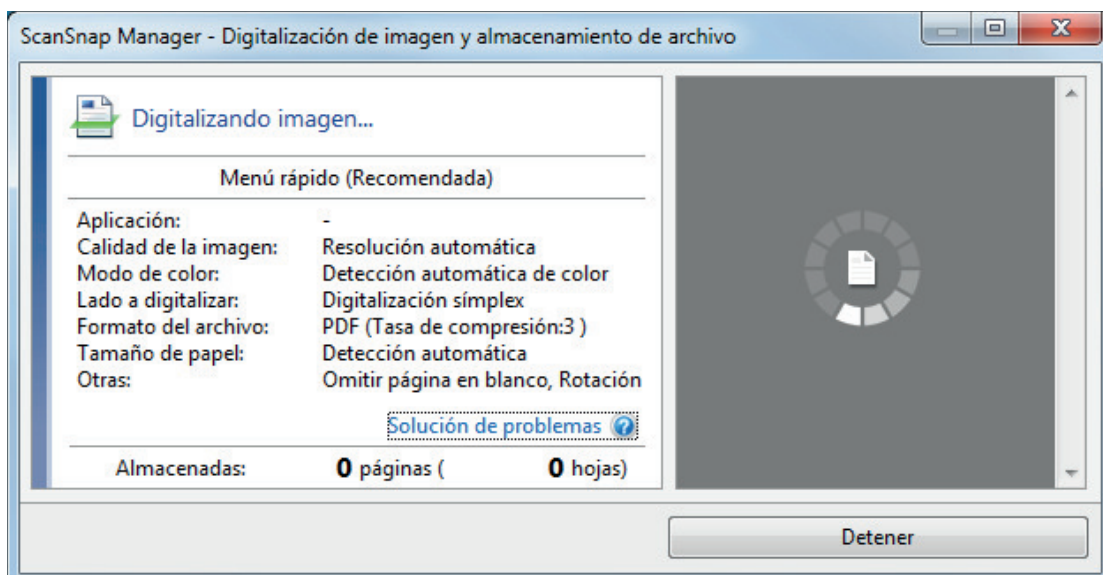 ScanSnap Manager - Digitalización de imagen y almacenamiento de archivo
Digitalizando imagen...
Menú rápido (Recomendada)
Aplicación: -
Calidad de la imagen: Resolución automática
Modo de color: Detección automática de color
Lado a digitalizar: Digitalización símplex
Formato del archivo: PDF (Tasa de compresión:3 )
Tamaño de papel: Detección automática
Otras: Omitir página en blanco, Rotación
Solución de problemas ?
Almacenadas: 0 páginas ( 0 hojas)
Detener